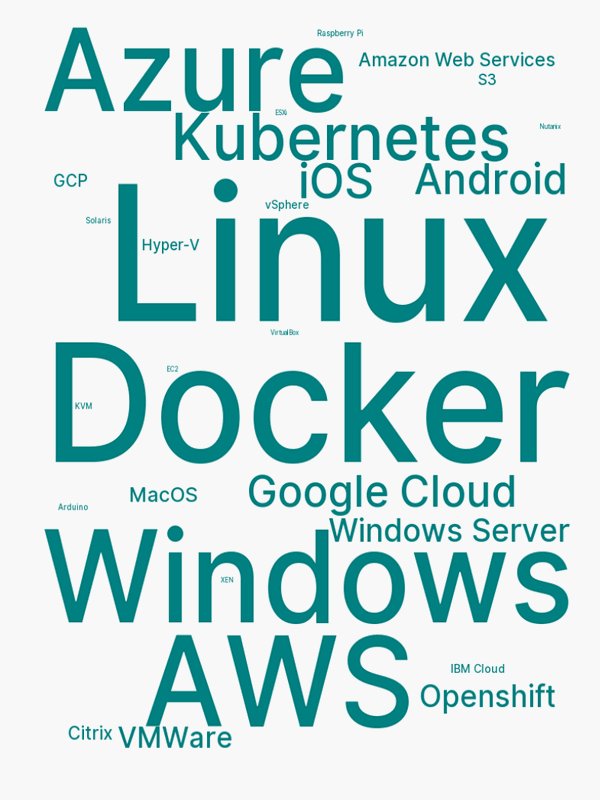 Raspberry Pi
Azure
Amazon Web Services
S3
ESXi
Kubernetes
Nutanix
GCP
iOS
Android
vSphere
Solaris
Linux
Hyper-V
VirtualBox
Docker
EC2
KVM
MacOS
Google Cloud
Arduino
Windows Server
Windows
XEN
AWS
IBM Cloud
Openshift
Citrix
VMWare